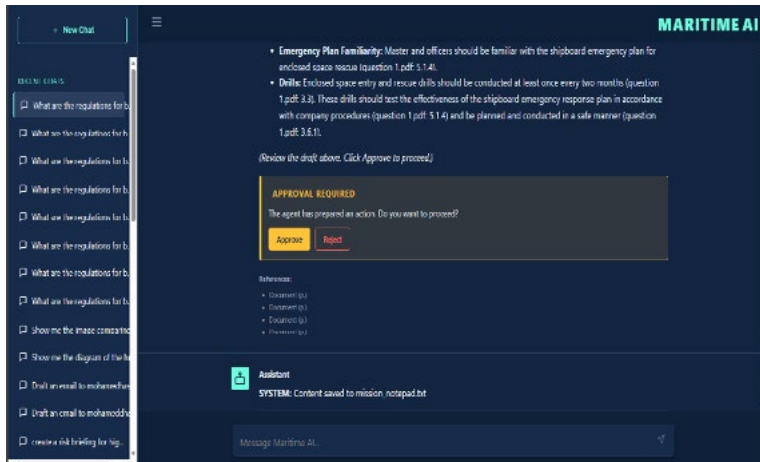 + New Chat
MARITIME AI
RECENT CHATS
What are the regulations for b.
What are the regulations for b
What are the regulations for b.
What are the regulations for b.
What are the regulations for b.
What are the regulations for b.
What are the regulations for b.
What are the regulations for b.
Show me the image comparing
Show me the diagram of the
Draft an email to mohamedhas
Draft an email to mohameddha
create a risk briefing for hig...
• Emergency Plan Familiarity: Master and officers should be familiar with the shipboard emergency plan for
enclosed space rescue (question 1.pdf: 5.1.4).
• Drills: Enclosed space entry and rescue drills should be conducted at least once every two months (question
1.pdf: 3.3). These drills should test the effectiveness of the shipboard emergency response plan in accordance
with company procedures (question 1.pdf: 5.1.4) and be planned and conducted in a safe manner (question
1.pdf: 3.6.1).
(Review the draft above. Click Approve to proceed.)
APPROVAL REQUIRED
The agent has prepared an action. Do you want to proceed?
Approve
Reject
References:
• Document (p.)
• Document (p.)
• Document (p.)
• Document (p.)
Assistant
SYSTEM: Content saved to mission_notepad.txt
Message Maritime AI...